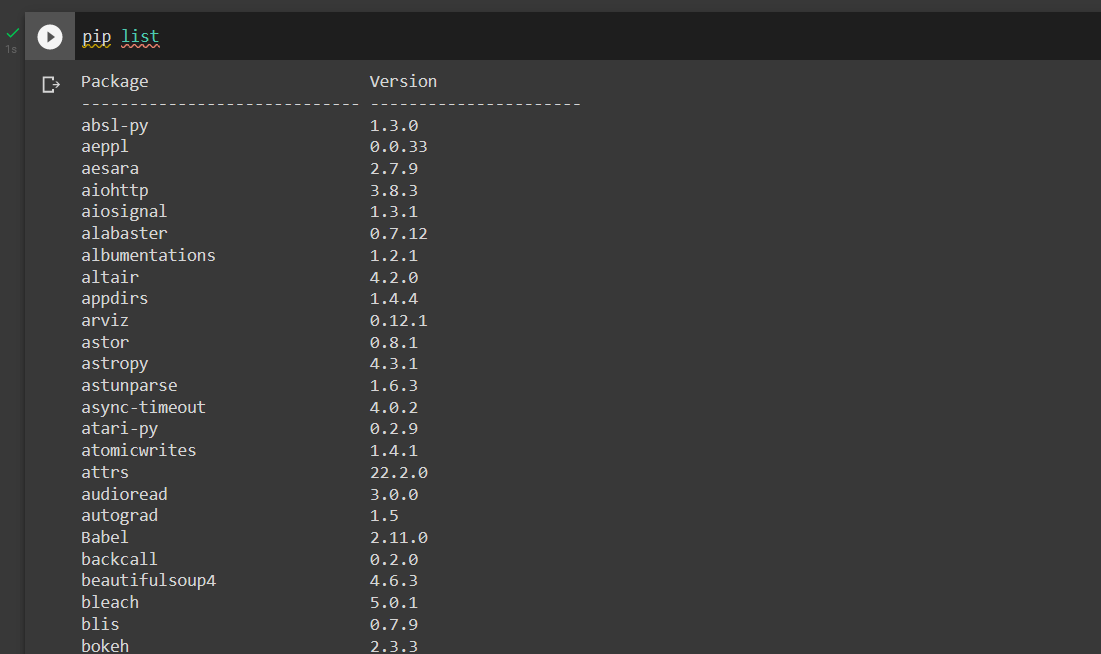 pip list
1s
Package Version
----------------------------- ----------------------
absl-py 1.3.0
aeppl 0.0.33
aesara 2.7.9
aiohttp 3.8.3
aiosignal 1.3.1
alabaster 0.7.12
albumentations 1.2.1
altair 4.2.0
appdirs 1.4.4
arviz 0.12.1
astor 0.8.1
astropy 4.3.1
astunparse 1.6.3
async-timeout 4.0.2
atari-py 0.2.9
atomicwrites 1.4.1
attrs 22.2.0
audioread 3.0.0
autograd 1.5
Babel 2.11.0
backcall 0.2.0
beautifulsoup4 4.6.3
bleach 5.0.1
blis 0.7.9
bokeh 2.3.3